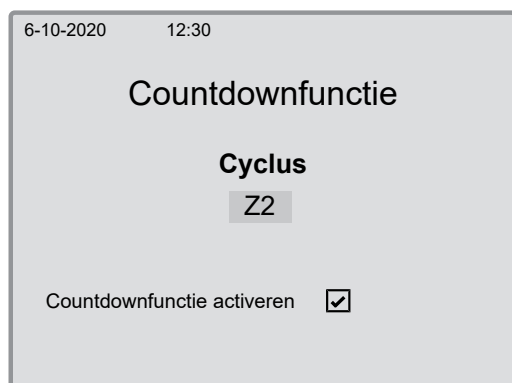 6-10-2020 12:30
Countdownfunctie
Cyclus
Z2
Countdownfunctie activeren